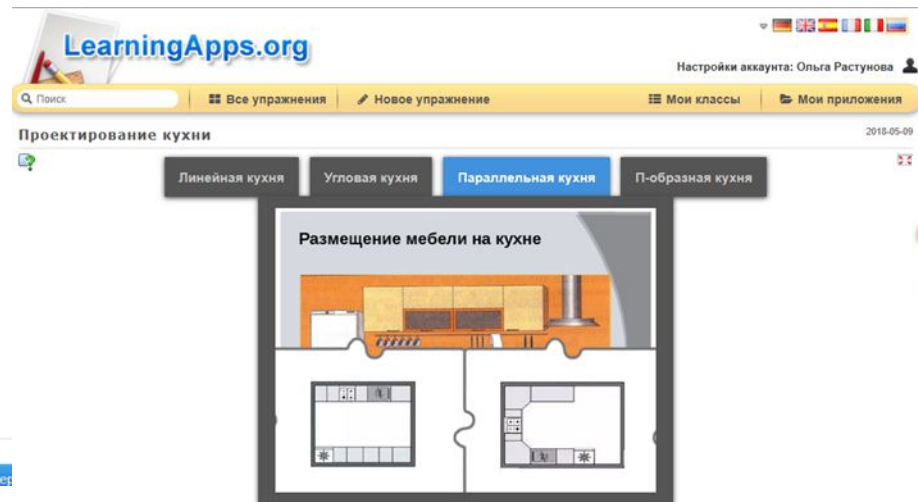 LearningApps.org
Настройки аккаунта: Ольга Растунова
Поиск
Все упражнения
Новое упражнение
Мои классы
Мои приложения
Проектирование кухни
2018-05-09
Линейная кухня
Угловая кухня
Параллельная кухня
П-образная кухня
Размещение мебели на кухне